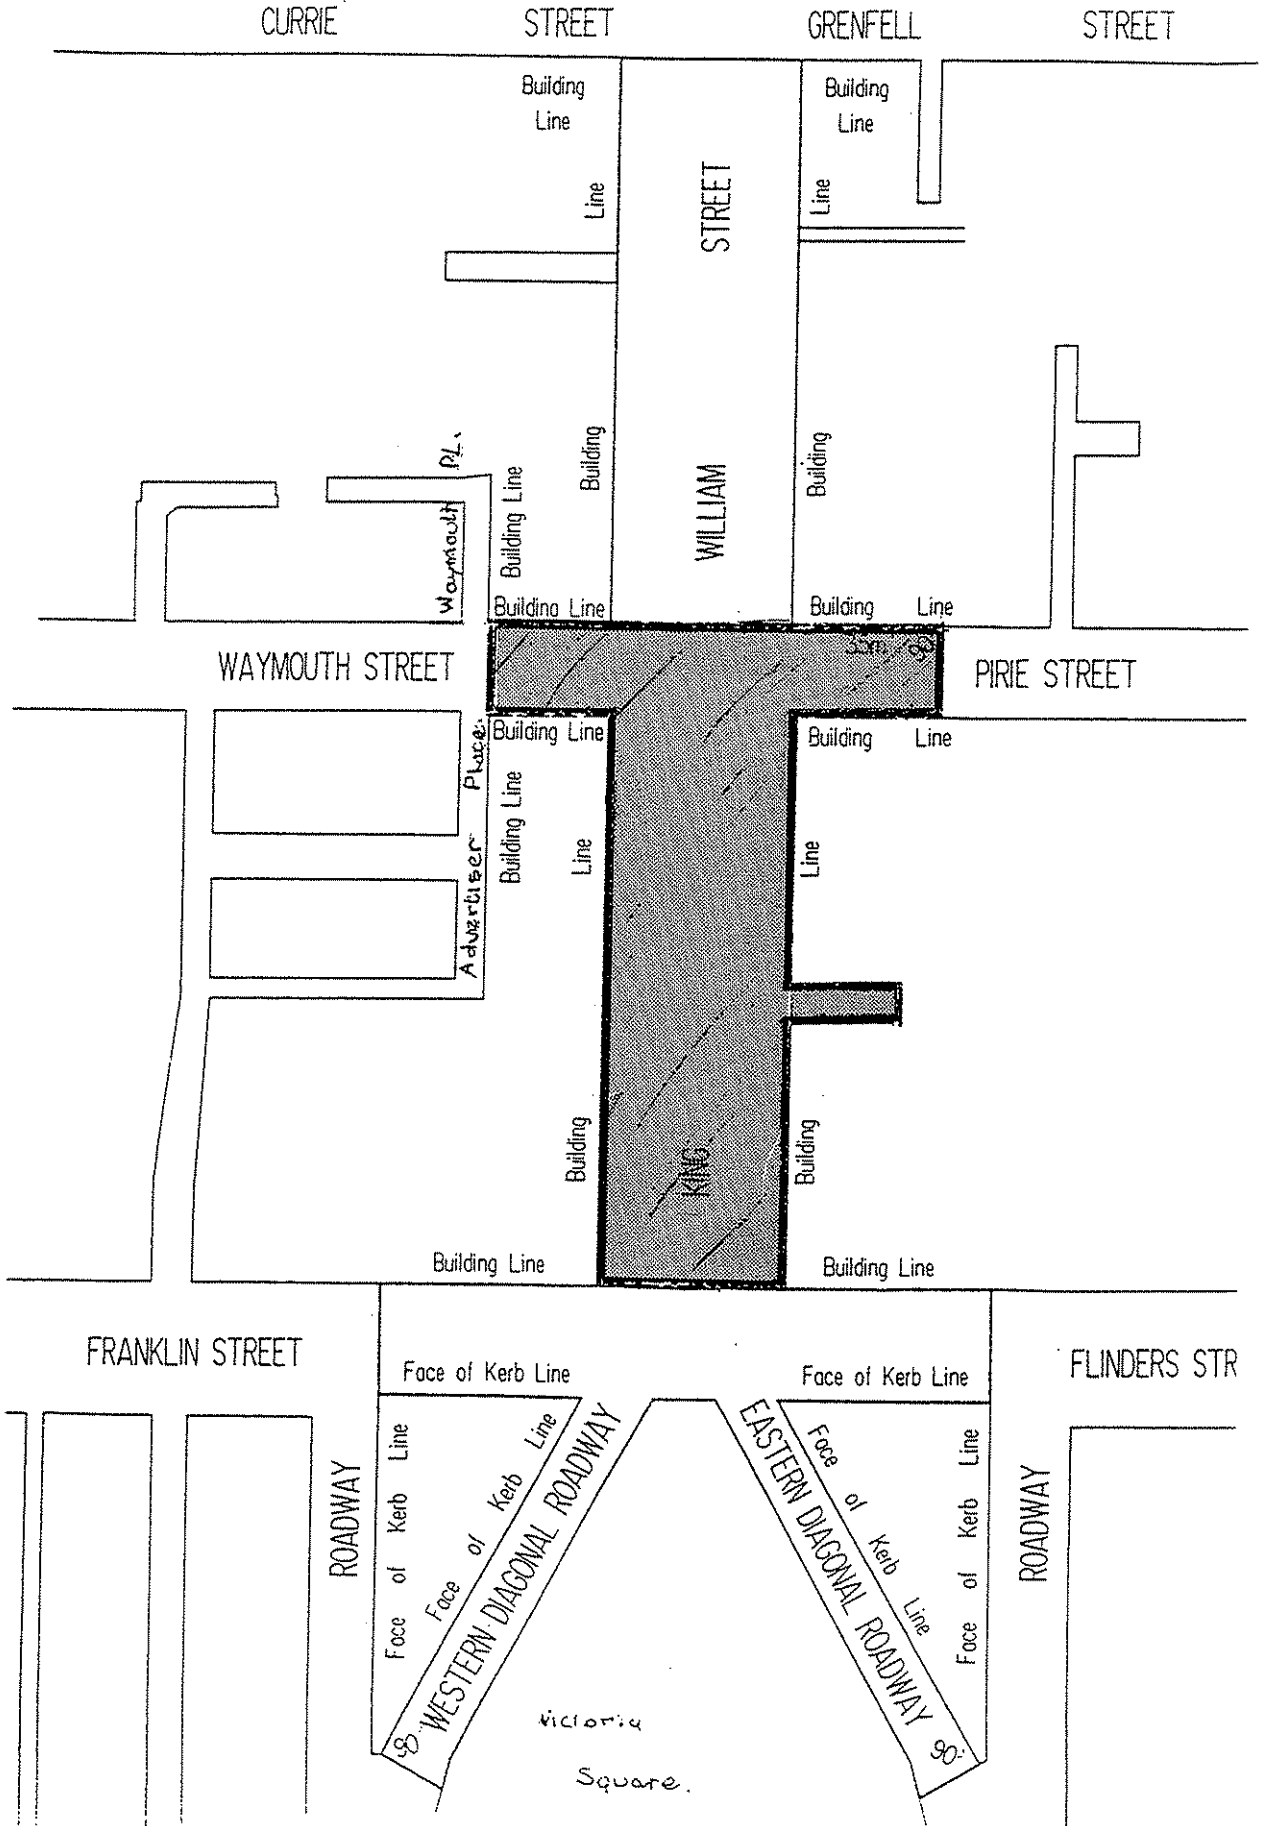 CURRIE STREET GRENFELL STREET
Building Line
Building Line
Line
STREET
Line
Building
WILLIAM
Building
Waymouth PL.
Building Line
Building Line
Building Line
WAYMOUTH STREET
35m
90°
PIRIE STREET
Building Line
Building Line
Advertiser Place
Building Line
Line
Line
Building
KING
Building
Building Line
Building Line
FRANKLIN STREET
Face of Kerb Line
Face of Kerb Line
FLINDERS STR
ROADWAY
Face of Kerb Line
Face of Kerb Line
WESTERN DIAGONAL ROADWAY
EASTERN DIAGONAL ROADWAY
Face of Kerb Line
Face of Kerb Line
ROADWAY
90°
90°
Victoria
Square.